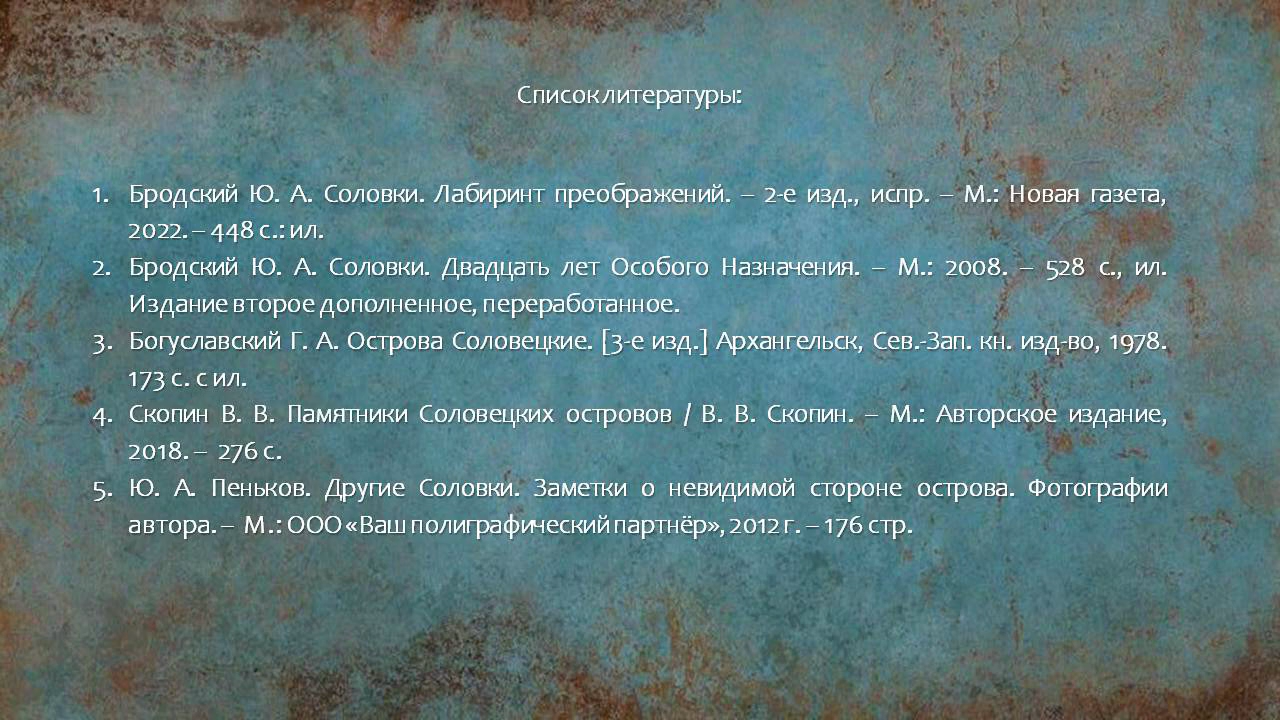 Список литературы:
1. Бродский Ю. А. Соловки. Лабиринт преображений. – 2-е изд., испр. – М.: Новая газета,
2022. – 448 с.: ил.
2. Бродский Ю. А. Соловки. Двадцать лет Особого Назначения. – М.: 2008. – 528 с., ил.
Издание второе дополненное, переработанное.
3. Богуславский Г. А. Острова Соловецкие. [3-е изд.] Архангельск, Сев.-Зап. кн. изд-во, 1978.
173 с. с ил.
4. Скопин В. В. Памятники Соловецких островов / В. В. Скопин. – М.: Авторское издание,
2018. – 276 с.
5. Ю. А. Пеньков. Другие Соловки. Заметки о невидимой стороне острова. Фотографии
автора. – М.: ООО «Ваш полиграфический партнёр», 2012 г. – 176 стр.